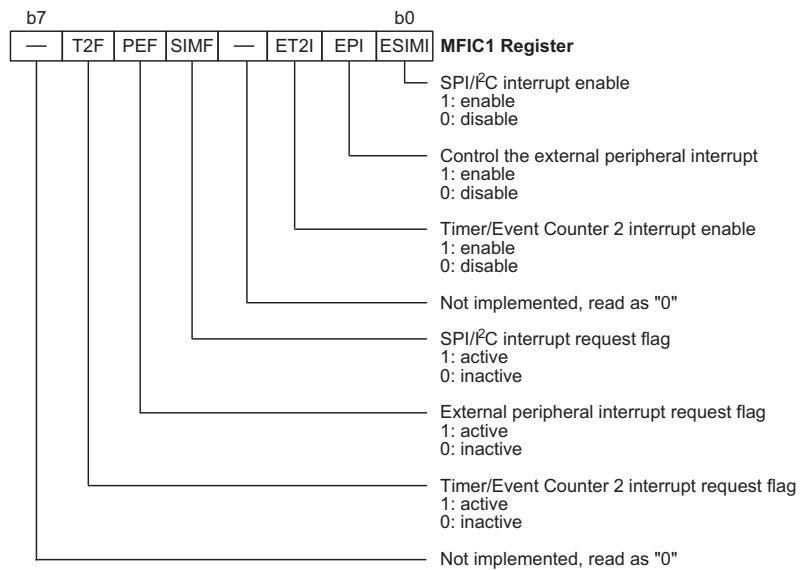 b7 b0
— T2F PEF SIMF — ET2I EPI ESIMI MFIC1 Register
SPI/I²C interrupt enable
1: enable
0: disable
Control the external peripheral interrupt
1: enable
0: disable
Timer/Event Counter 2 interrupt enable
1: enable
0: disable
Not implemented, read as "0"
SPI/I²C interrupt request flag
1: active
0: inactive
External peripheral interrupt request flag
1: active
0: inactive
Timer/Event Counter 2 interrupt request flag
1: active
0: inactive
Not implemented, read as "0"